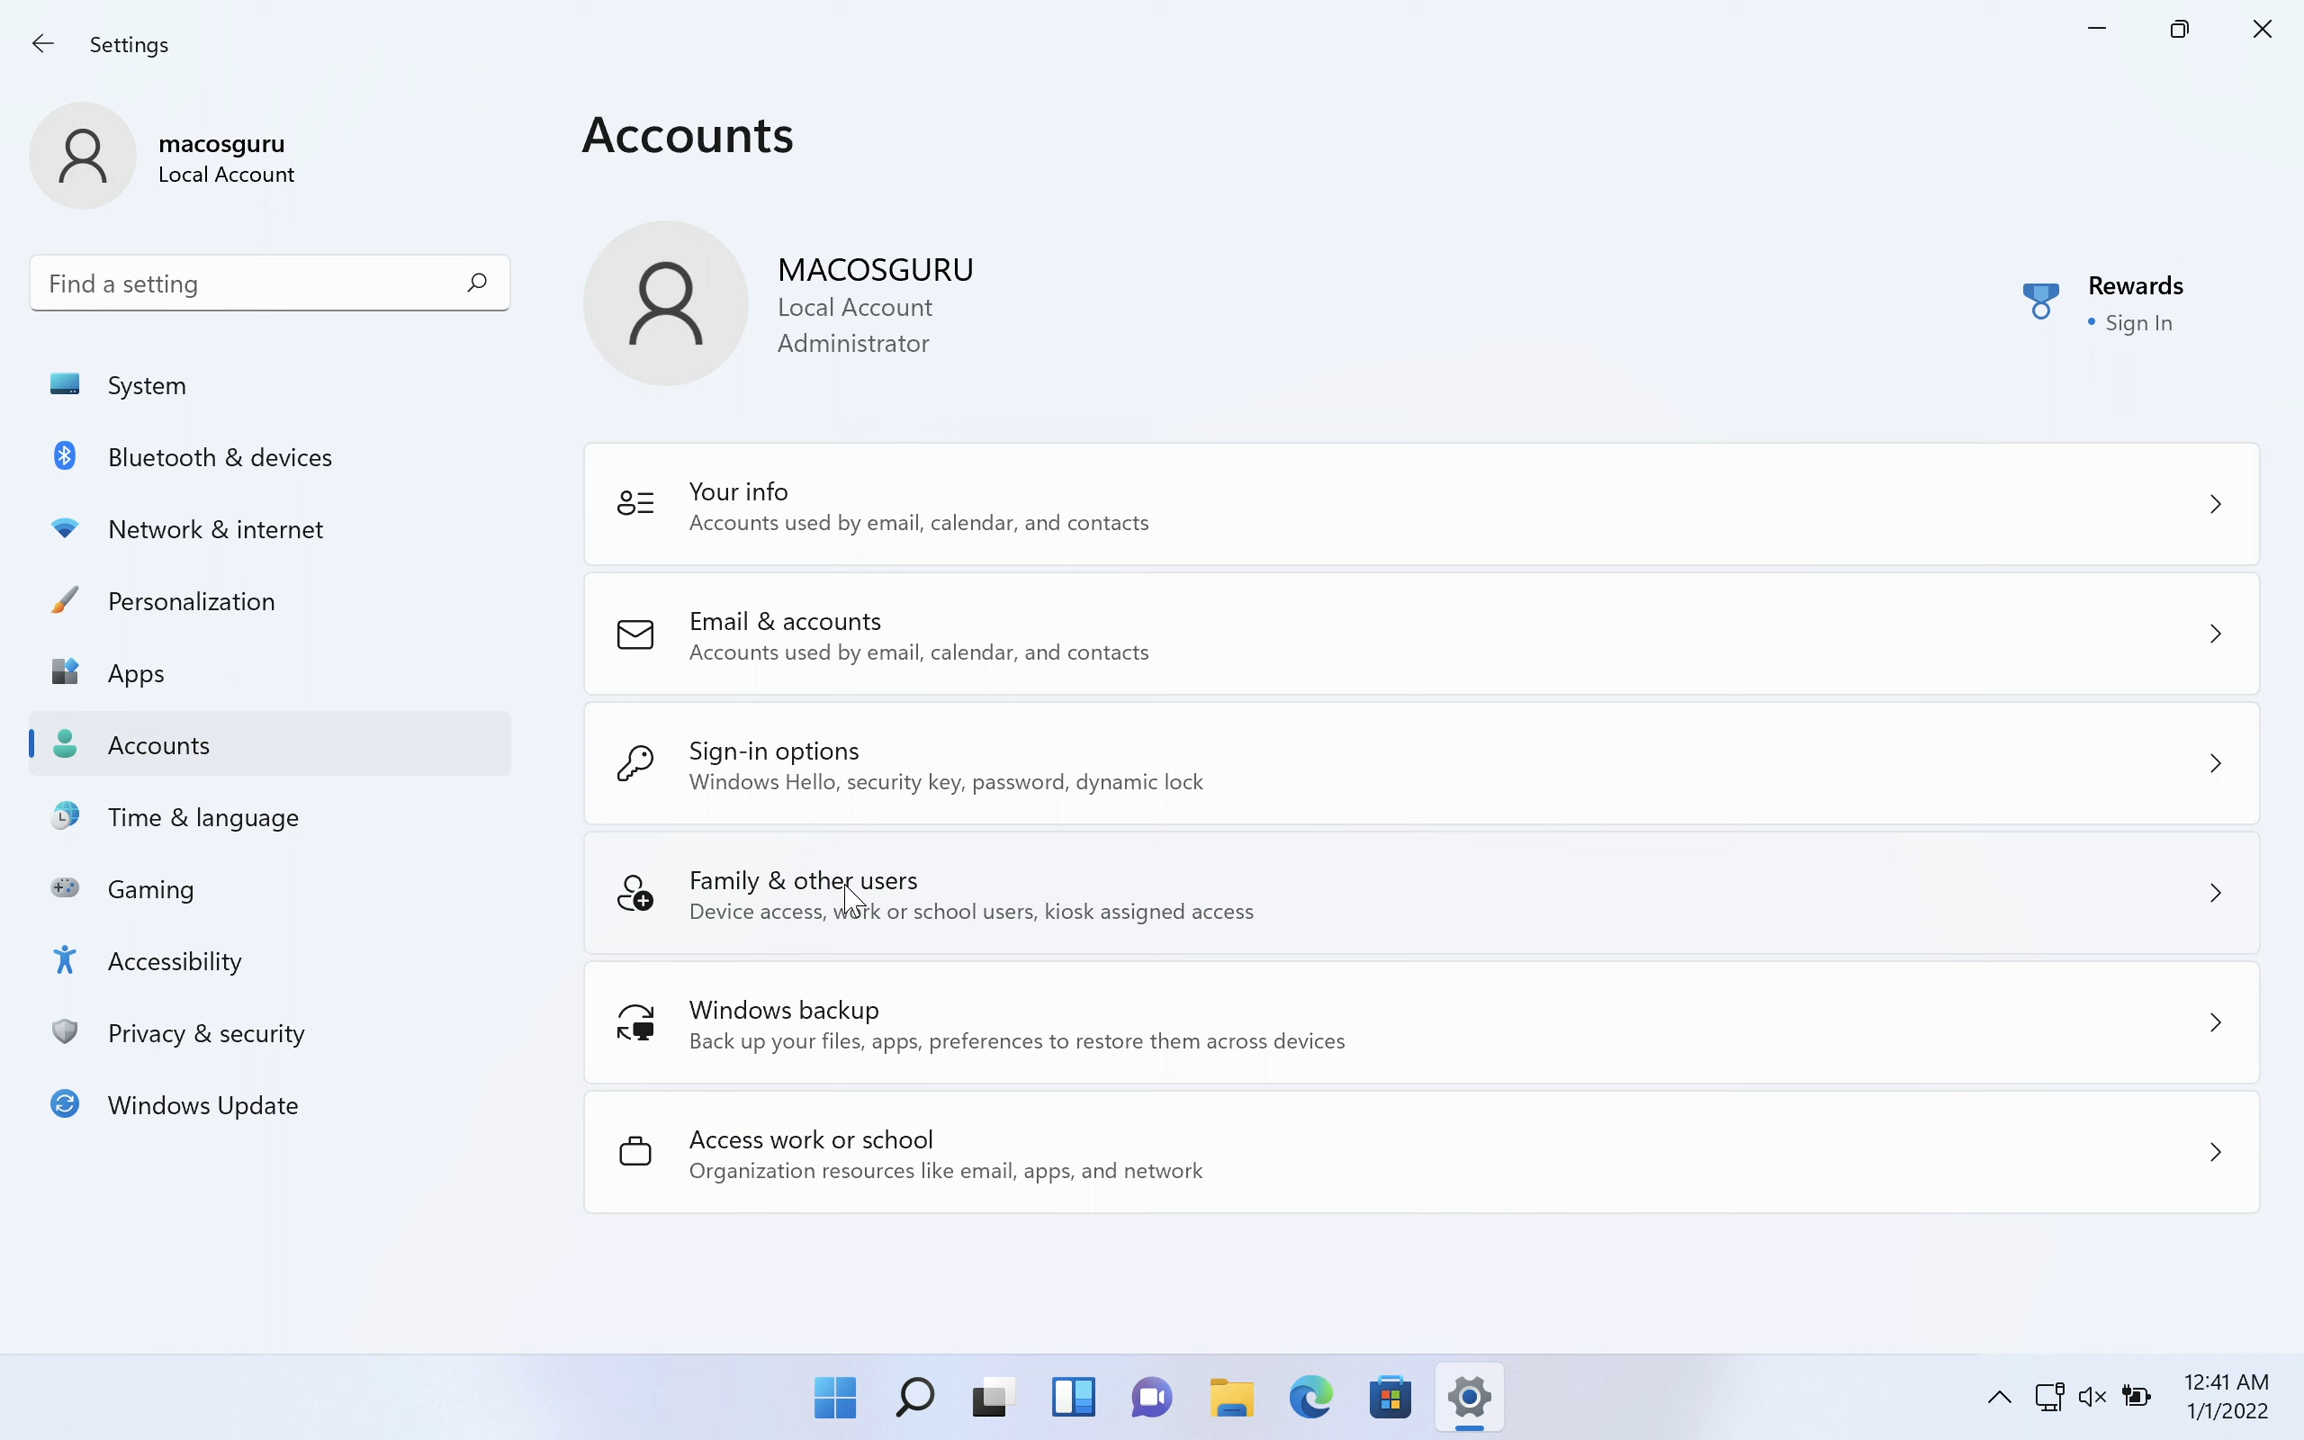 Settings
macosguru
Local Account
Find a setting
System
Bluetooth & devices
Network & internet
Personalization
Apps
Accounts
Time & language
Gaming
Accessibility
Privacy & security
Windows Update
Accounts
MACOSGURU
Local Account
Administrator
Rewards
• Sign In
Your info
Accounts used by email, calendar, and contacts
Email & accounts
Accounts used by email, calendar, and contacts
Sign-in options
Windows Hello, security key, password, dynamic lock
Family & other users
Device access, work or school users, kiosk assigned access
Windows backup
Back up your files, apps, preferences to restore them across devices
Access work or school
Organization resources like email, apps, and network
12:41 AM
1/1/2022